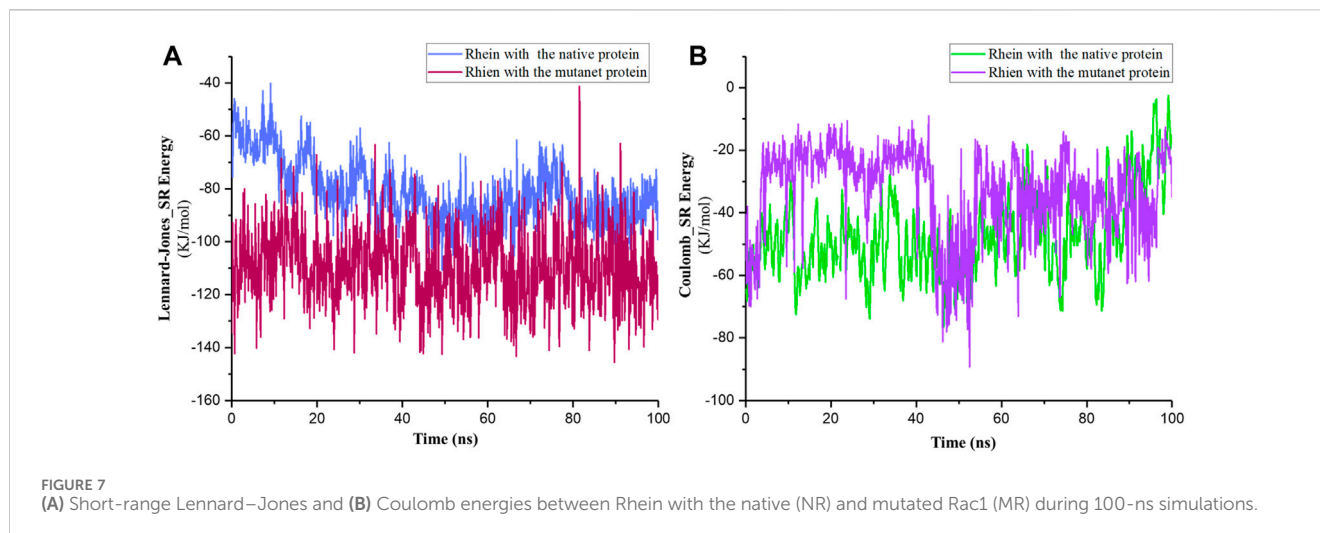 A
Rhein with the native protein
Rhien with the mutanet protein
-40
-60
-80
-100
-120
-140
-160
Lennard-Jones_SR Energy
(KJ/mol)
0
20
40
60
80
100
Time (ns)
B
Rhein with the native protein
Rhien with the mutanet protein
0
-20
-40
-60
-80
-100
Coulomb_SR Energy
(KJ/mol)
0
20
40
60
80
100
Time (ns)
FIGURE 7
(A) Short-range Lennard–Jones and (B) Coulomb energies between Rhein with the native (NR) and mutated Rac1 (MR) during 100-ns simulations.